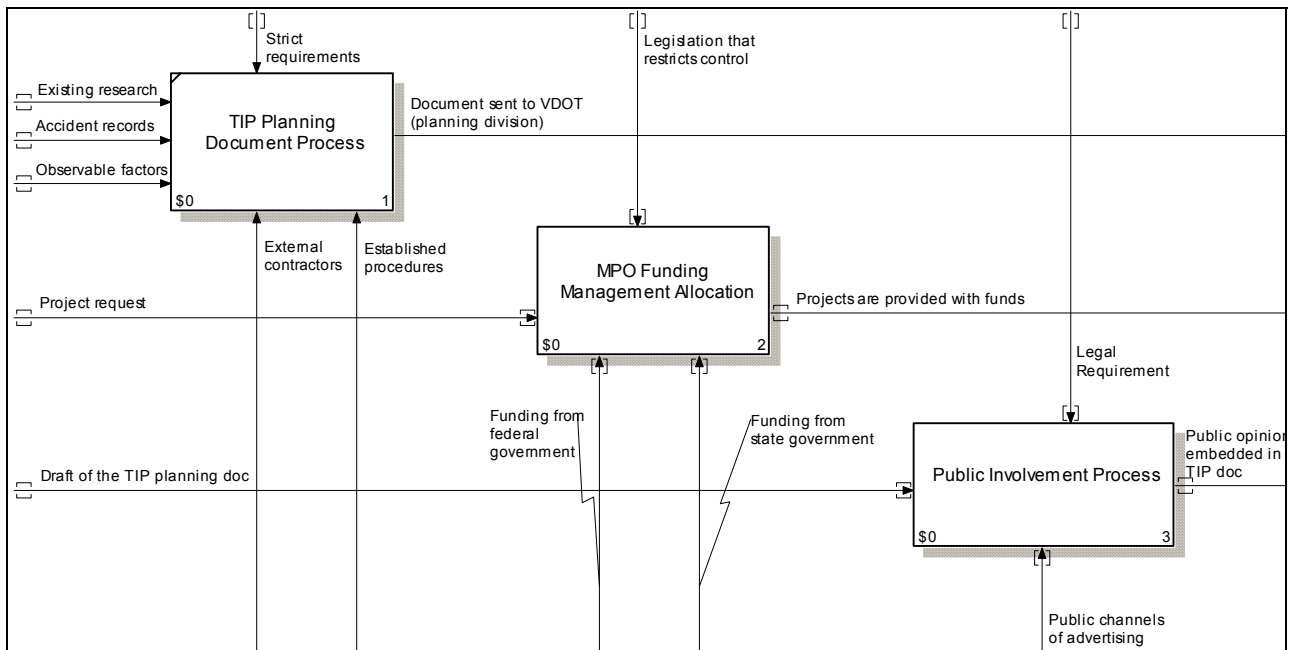 Strict
requirements
Legislation that
restricts control
Existing research
Accident records
Observable factors
TIP Planning
Document Process
$0
1
Document sent to VDOT
(planning division)
External
contractors
Established
procedures
Project request
MPO Funding
Management Allocation
$0
2
Projects are provided with funds
Legal
Requirement
Funding from
federal
government
Funding from
state government
Draft of the TIP planning doc
Public Involvement Process
$0
3
Public opinion
embedded in
TIP doc
Public channels
of advertising